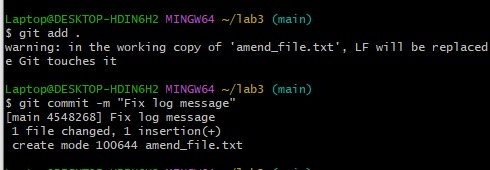 Laptop@DESKTOP-HDIN6H2 MINGW64 ~/lab3 (main)
$ git add .
warning: in the working copy of 'amend_file.txt', LF will be replaced
e Git touches it
Laptop@DESKTOP-HDIN6H2 MINGW64 ~/lab3 (main)
$ git commit -m "Fix log message"
[main 4548268] Fix log message
1 file changed, 1 insertion(+)
create mode 100644 amend_file.txt